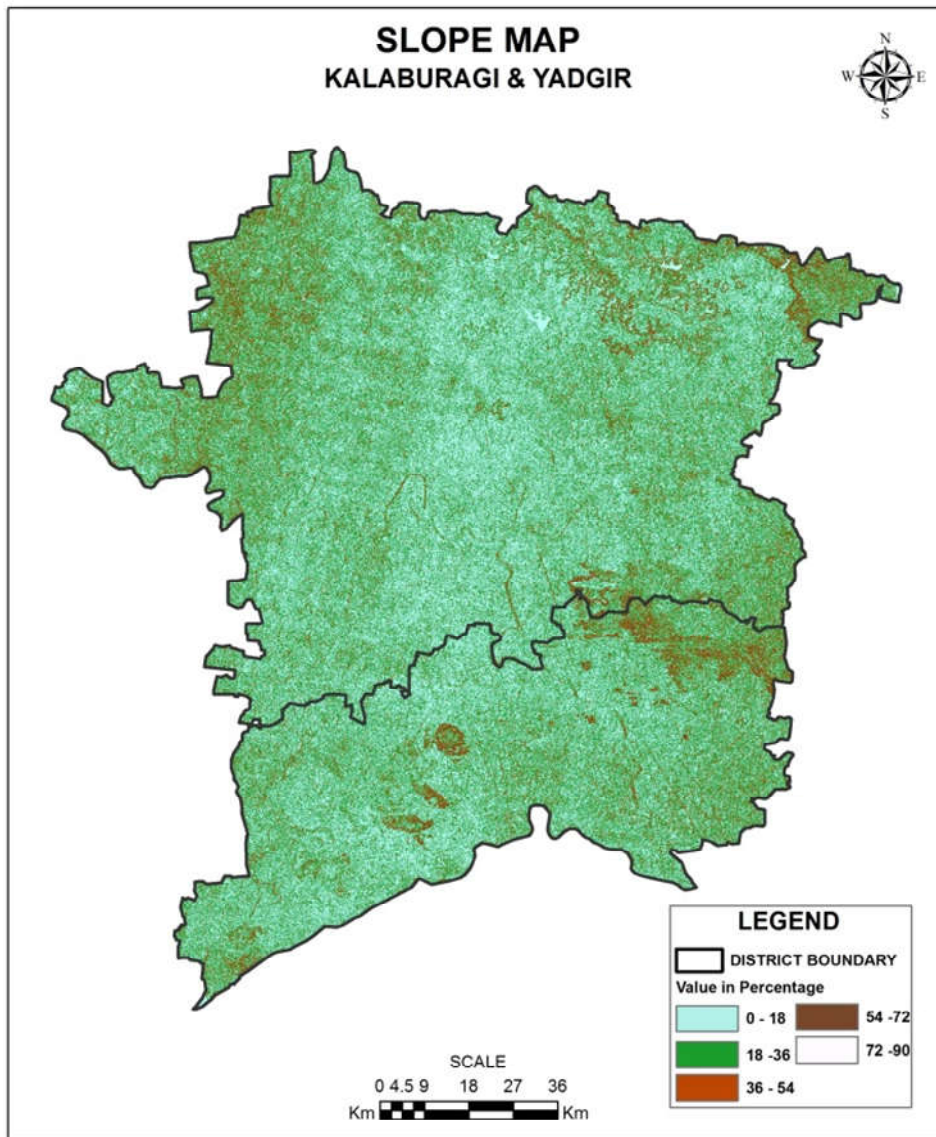 SLOPE MAP
KALABURAGI & YADGIR
N
W E
S
LEGEND
DISTRICT BOUNDARY
Value in Percentage
0 - 18 54 -72
18 -36 72 -90
36 - 54
SCALE
0 4.5 9 18 27 36
Km Km